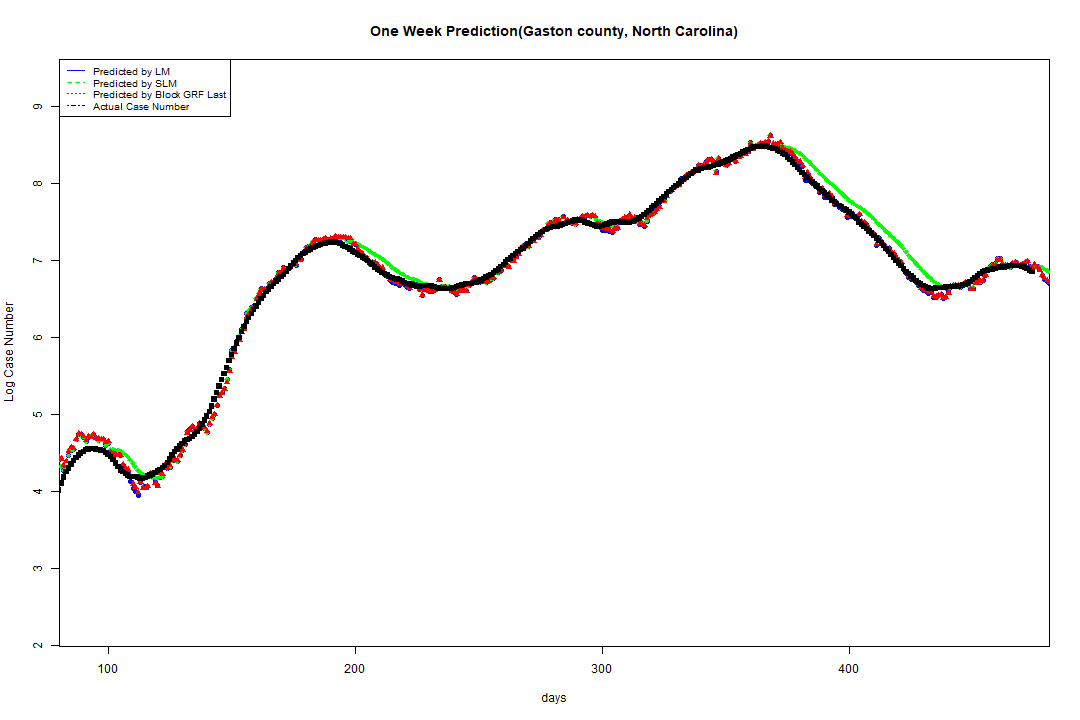 One Week Prediction(Gaston county, North Carolina)
Predicted by LM
Predicted by SLM
Predicted by Block GRF Last
Actual Case Number
Log Case Number
9
8
7
6
5
4
3
2
100 200 300 400
days